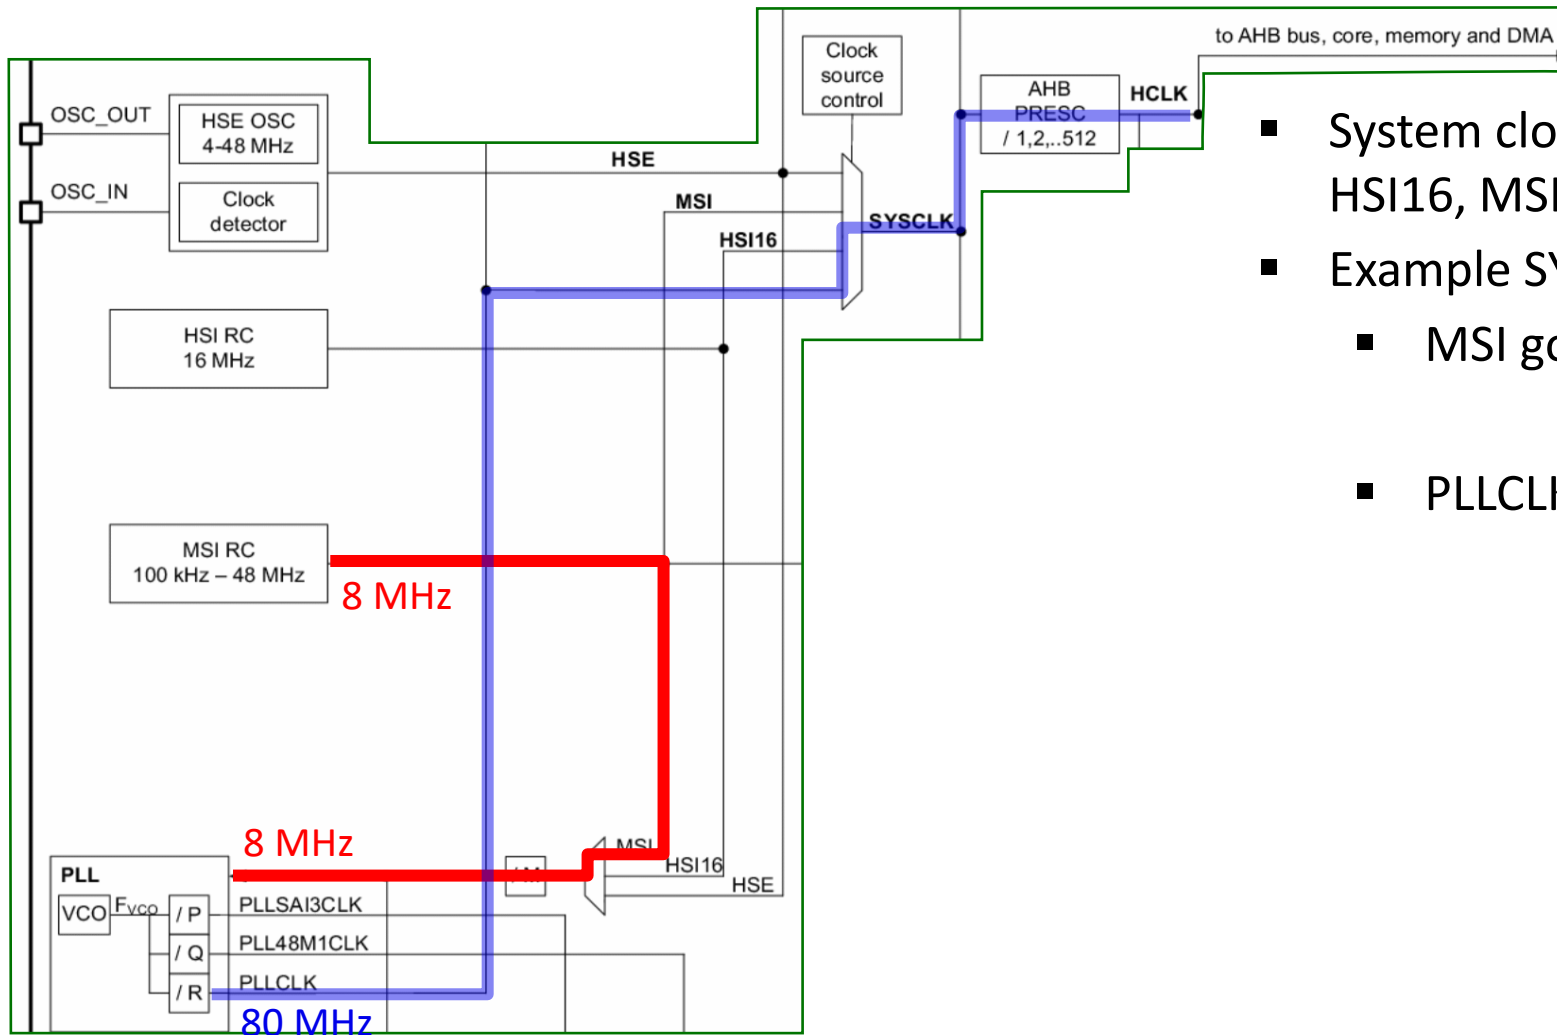 to AHB bus, core, memory and DMA
Clock
source
control
AHB
PRESC
/ 1,2,..512
HCLK
OSC_OUT
HSE OSC
4-48 MHz
OSC_IN
Clock
detector
HSE
MSI
HSI16
SYSCLK
HSI RC
16 MHz
MSI RC
100 kHz – 48 MHz
8 MHz
8 MHz
MSI
HSI16
HSE
/ M
PLL
VCO
FVCO
/ P
PLLSAI3CLK
/ Q
PLL48M1CLK
/ R
PLLCLK
80 MHz
▪ System clo
HSI16, MSI
▪ Example SY
▪ MSI go
▪ PLLCLK